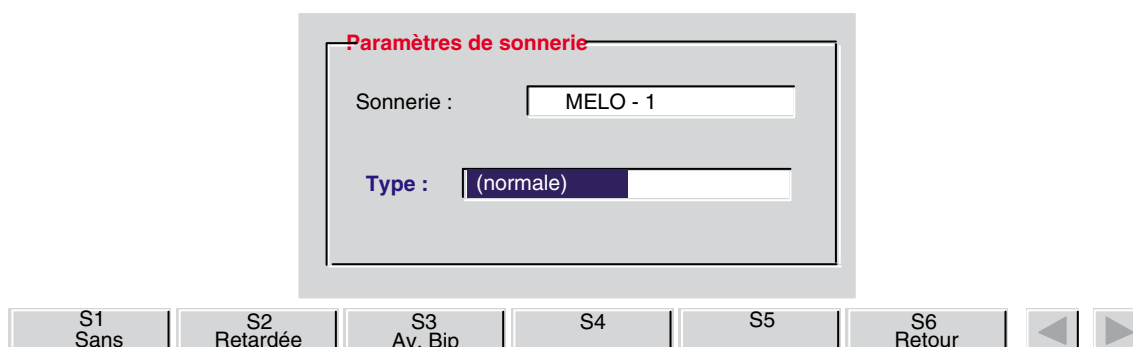 Paramètres de sonnerie
Sonnerie : MELO - 1
Type : (normale)
S1 S2 S3 S4 S5 S6
Sans Retardée Av. Bip Retour